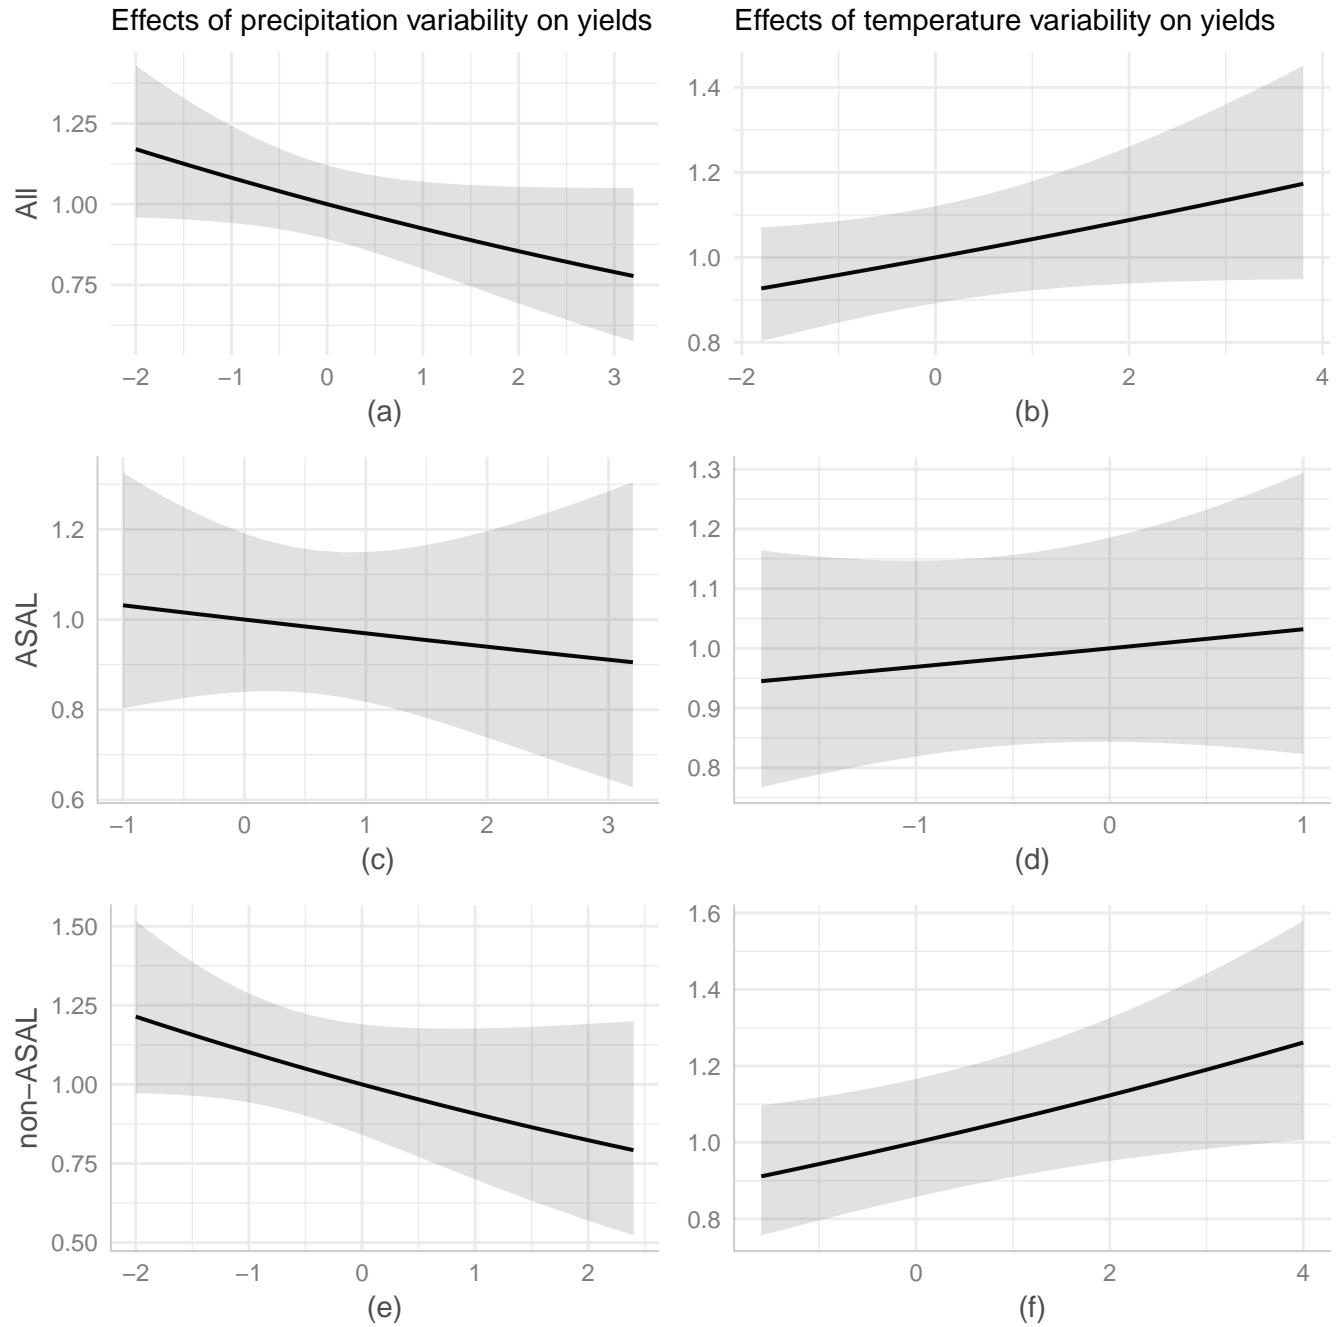 Effects of precipitation variability on yields
Effects of temperature variability on yields
All
1.25
1.00
0.75
−2 −1 0 1 2 3
(a)
1.4
1.2
1.0
0.8
−2 0 2 4
(b)
ASAL
1.2
1.0
0.8
0.6
−1 0 1 2 3
(c)
1.3
1.2
1.1
1.0
0.9
0.8
−1 0 1
(d)
non−ASAL
1.50
1.25
1.00
0.75
0.50
−2 −1 0 1 2
(e)
1.6
1.4
1.2
1.0
0.8
0 2 4
(f)